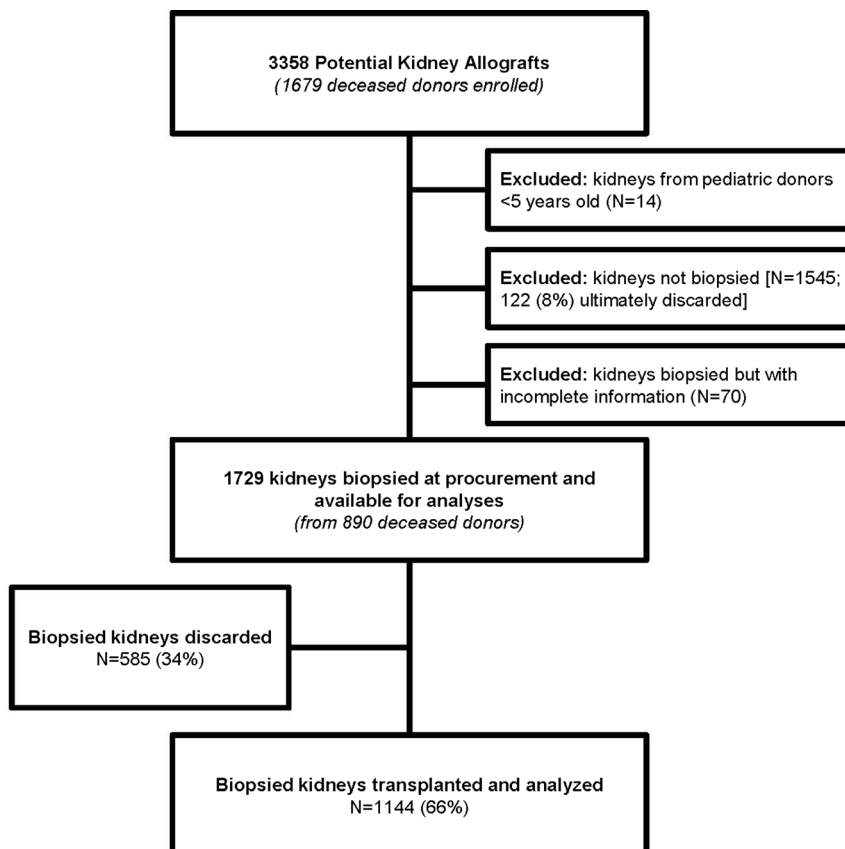 3358 Potential Kidney Allografts
(1679 deceased donors enrolled)
Excluded: kidneys from pediatric donors
<5 years old (N=14)
Excluded: kidneys not biopsied [N=1545;
122 (8%) ultimately discarded]
Excluded: kidneys biopsied but with
incomplete information (N=70)
1729 kidneys biopsied at procurement and
available for analyses
(from 890 deceased donors)
Biopsied kidneys discarded
N=585 (34%)
Biopsied kidneys transplanted and analyzed
N=1144 (66%)